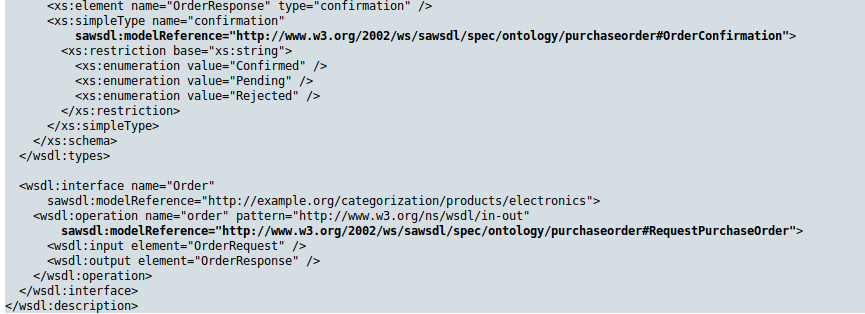 <xs:element name="OrderResponse" type="confirmation" />
<xs:simpleType name="confirmation"
sawsdl:modelReference="http://www.w3.org/2002/ws/sawsdl/spec/ontology/purchaseorder#OrderConfirmation">
<xs:restriction base="xs:string">
<xs:enumeration value="Confirmed" />
<xs:enumeration value="Pending" />
<xs:enumeration value="Rejected" />
</xs:restriction>
</xs:simpleType>
</xs:schema>
</wsdl:types>
<wsdl:interface name="Order"
sawsdl:modelReference="http://example.org/categorization/products/electronics">
<wsdl:operation name="order" pattern="http://www.w3.org/ns/wsdl/in-out"
sawsdl:modelReference="http://www.w3.org/2002/ws/sawsdl/spec/ontology/purchaseorder#RequestPurchaseOrder">
<wsdl:input element="OrderRequest" />
<wsdl:output element="OrderResponse" />
</wsdl:operation>
</wsdl:interface>
</wsdl:description>